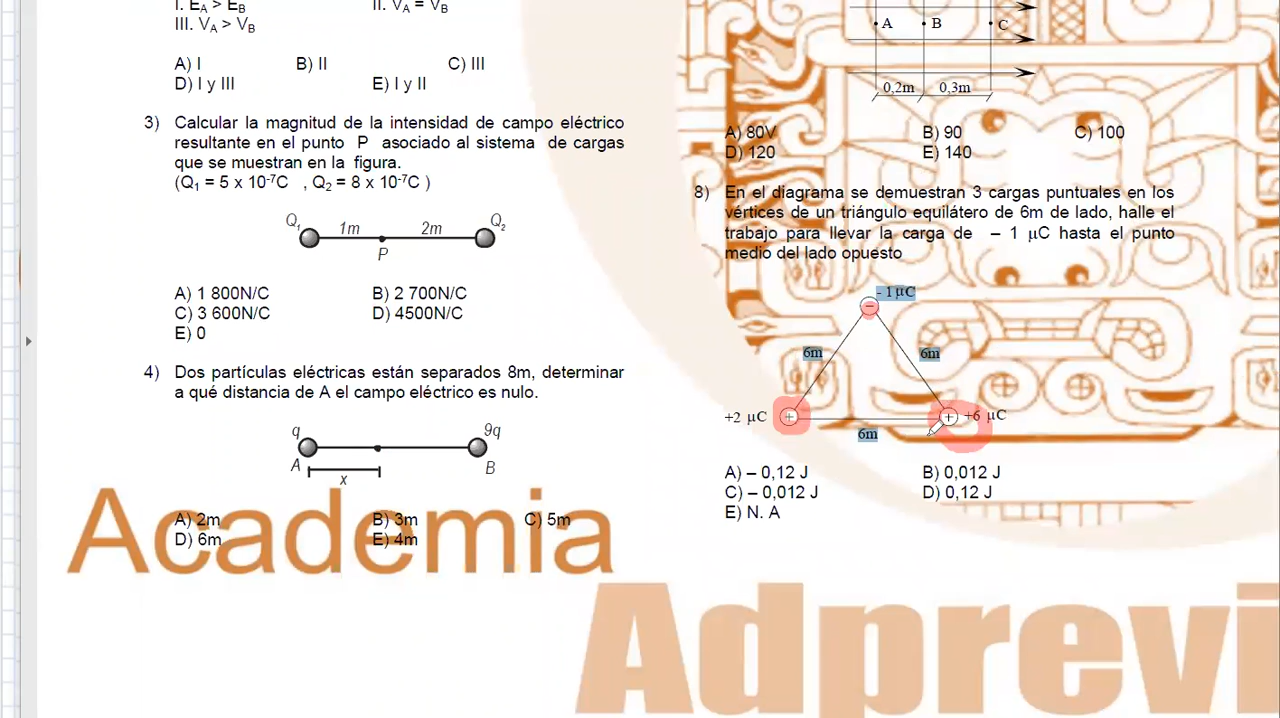 I. EA > EB II. VA = VB
III. VA > VB
A) I B) II C) III
D) I y III E) I y II
3) Calcular la magnitud de la intensidad de campo eléctrico
resultante en el punto P asociado al sistema de cargas
que se muestran en la figura.
(Q1 = 5 x 10-7C , Q2 = 8 x 10-7C )
Q1 1m 2m Q2
P
A) 1 800N/C B) 2 700N/C
C) 3 600N/C D) 4500N/C
E) 0
4) Dos partículas eléctricas están separados 8m, determinar
a qué distancia de A el campo eléctrico es nulo.
q 9q
A B
x
A) 2m B) 3m C) 5m
D) 6m E) 4m
A B C
0,2m 0,3m
A) 80V B) 90 C) 100
D) 120 E) 140
8) En el diagrama se demuestran 3 cargas puntuales en los
vértices de un triángulo equilátero de 6m de lado, halle el
trabajo para llevar la carga de – 1 μC hasta el punto
medio del lado opuesto
- 1 μC
6m 6m
+2 μC +6 μC
6m
A) – 0,12 J B) 0,012 J
C) – 0,012 J D) 0,12 J
E) N. A
Academia
Adprevi